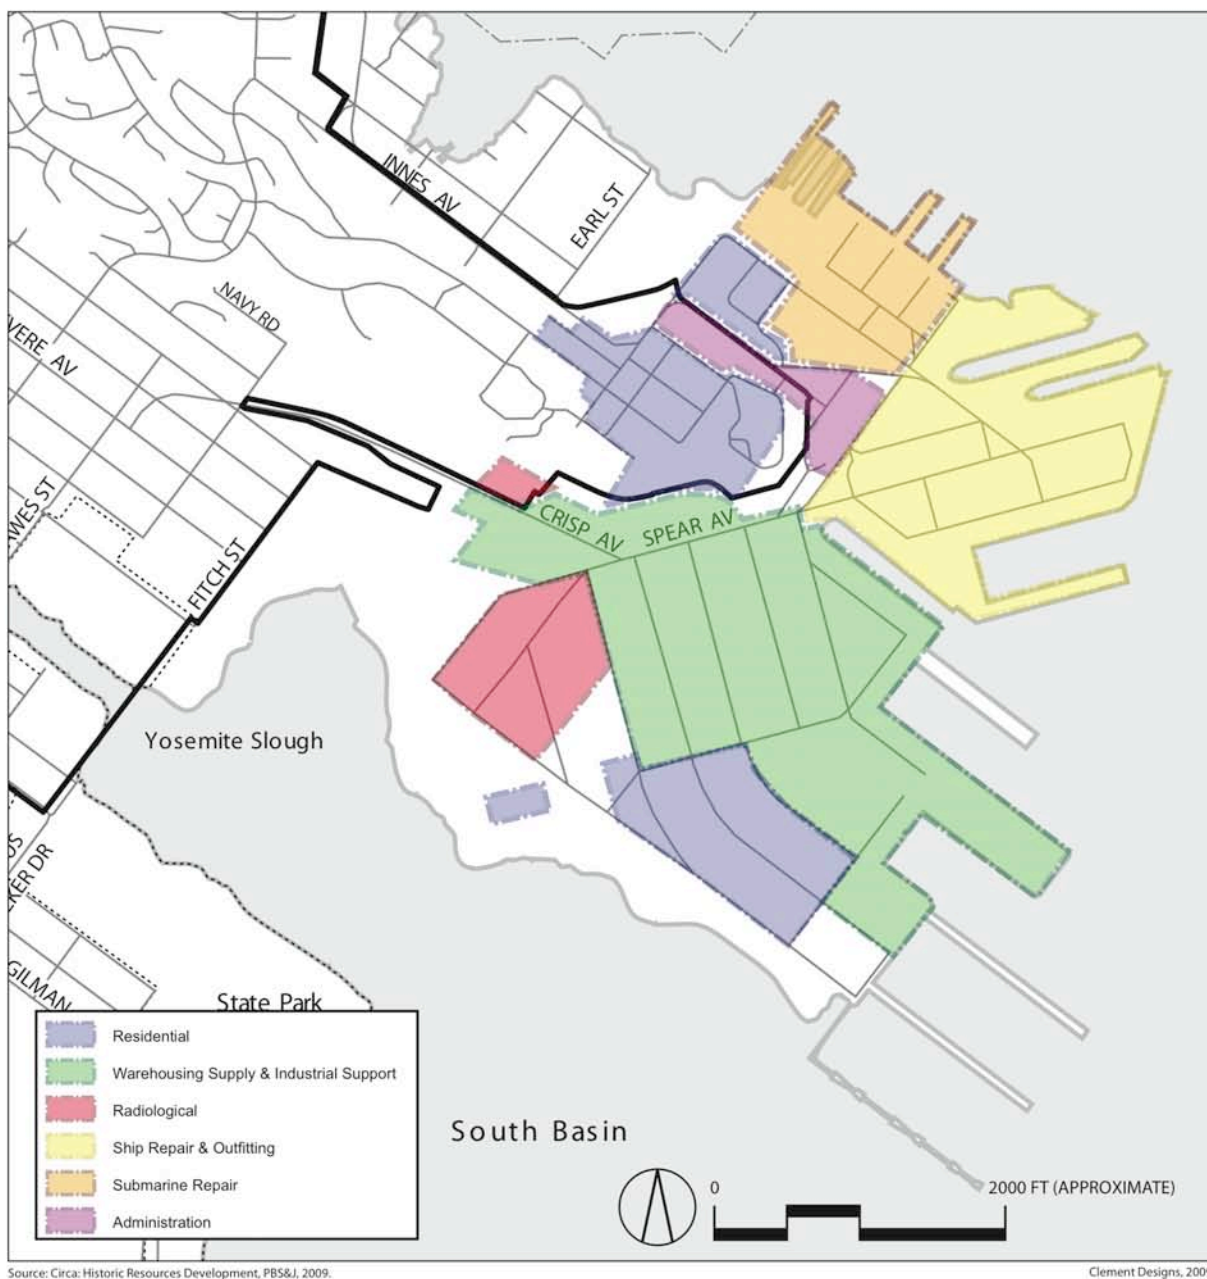 INNES AV
EARL ST
NAVY RD
VERE AV
AWES ST
FITCH ST
CRISP AV
SPEAR AV
Yosemite Slough
US
KER DR
GILMAN
State Park
Residential
Warehousing Supply & Industrial Support
Radiological
Ship Repair & Outfitting
Submarine Repair
Administration
South Basin
0
2000 FT (APPROXIMATE)
Source: Circa: Historic Resources Development, PBS&J, 2009.
Clement Designs, 2009